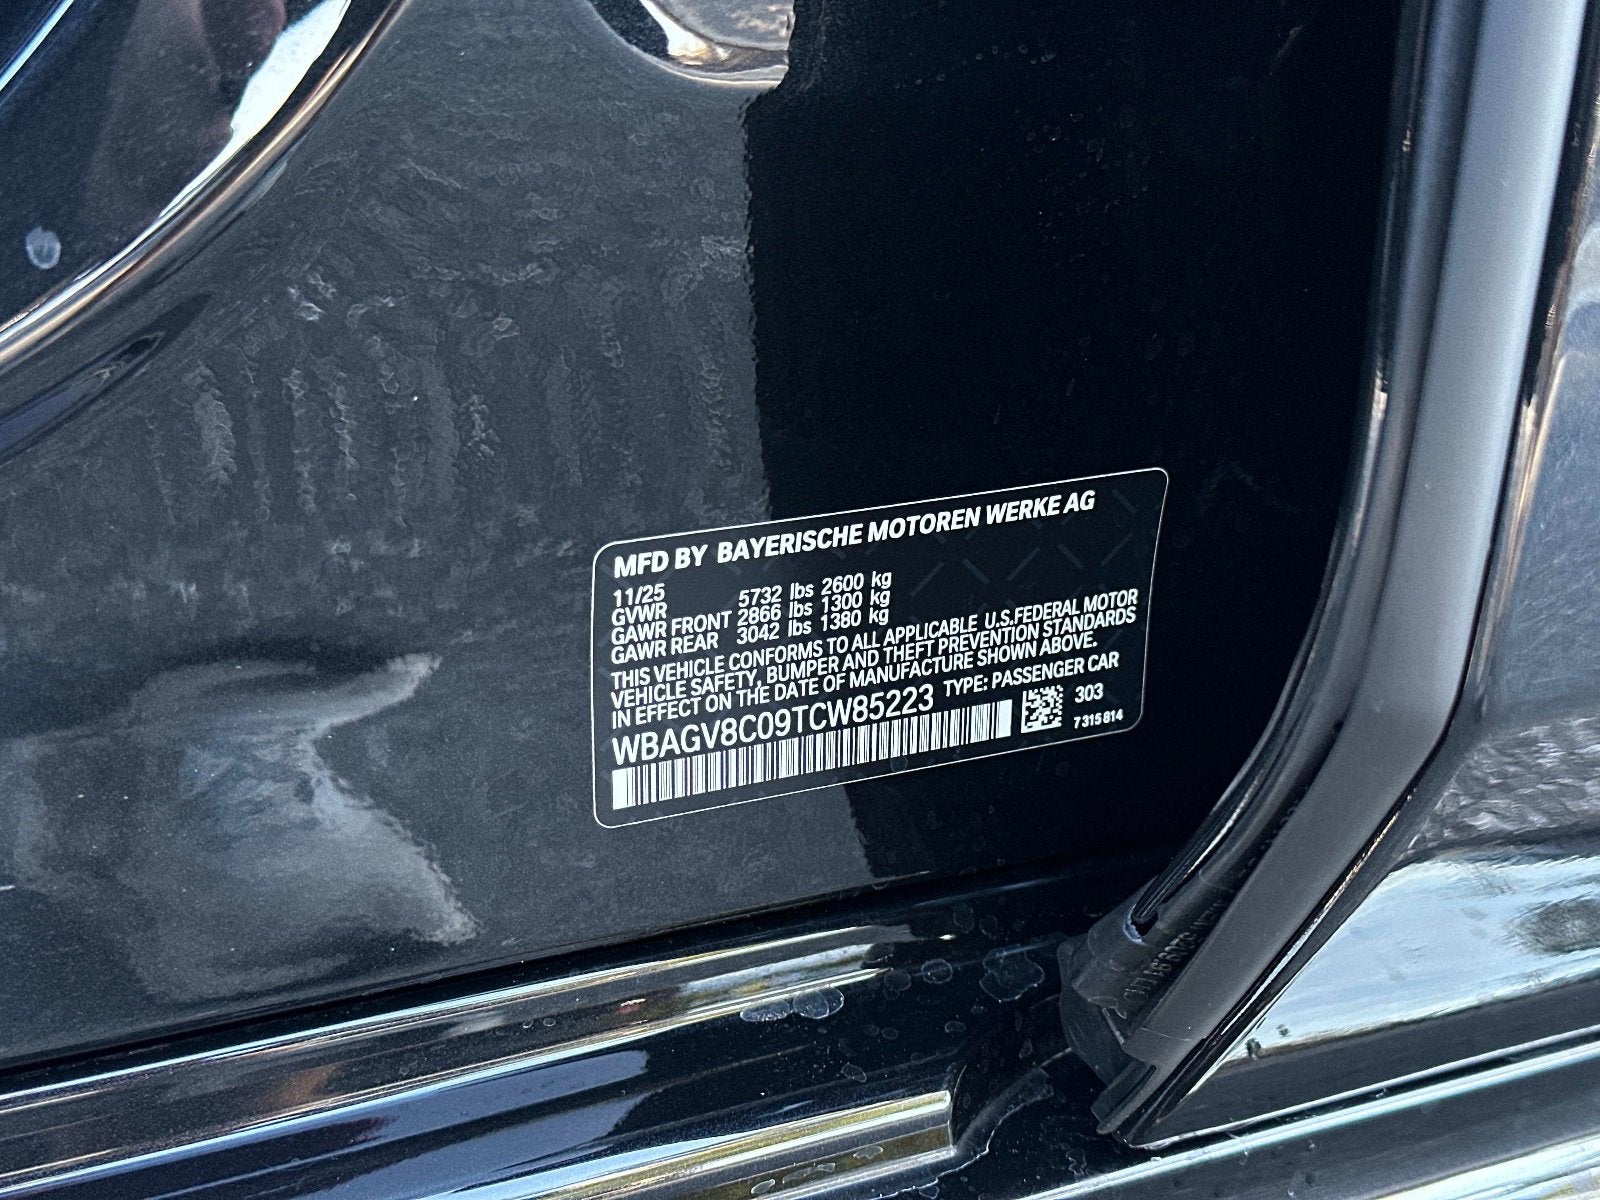 MFD BY BAYERISCHE MOTOREN WERKE AG
11/25
GVWR 5732 lbs 2600 kg
GAWR FRONT 2866 lbs 1300 kg
GAWR REAR 3042 lbs 1380 kg
THIS VEHICLE CONFORMS TO ALL APPLICABLE U.S.FEDERAL MOTOR
VEHICLE SAFETY, BUMPER AND THEFT PREVENTION STANDARDS
IN EFFECT ON THE DATE OF MANUFACTURE SHOWN ABOVE.
WBAGV8C09TCW85223 TYPE: PASSENGER CAR
303
7315814